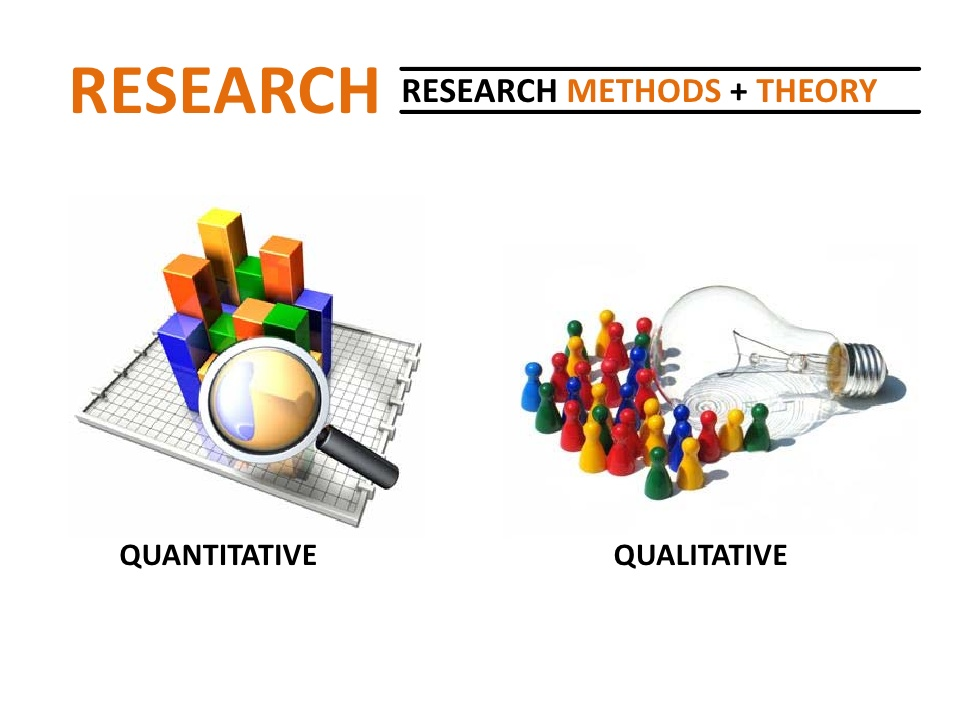 RESEARCH
RESEARCH METHODS + THEORY
QUANTITATIVE
QUALITATIVE